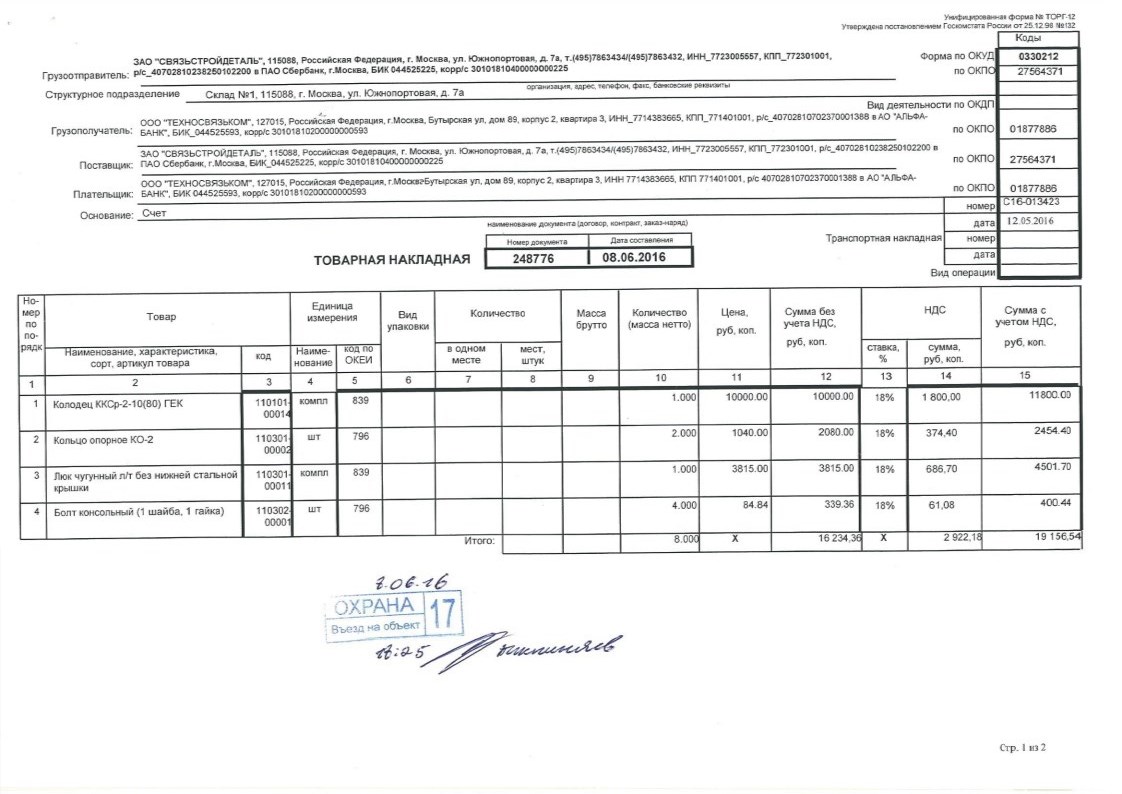 Унифицированная форма № ТОРГ-12
Утверждена постановлением Госкомстата России от 25.12.98 №132
Коды
Форма по ОКУД 0330212
ЗАО "СВЯЗЬСТРОЙДЕТАЛЬ", 115088, Российская Федерация, г. Москва, ул. Южнопортовая, д. 7а, т.(495)7863434/(495)7863432, ИНН_7723005557, КПП_772301001,
Грузоотправитель: р/с_40702810238250102200 в ПАО Сбербанк, г.Москва, БИК 044525225, корр/с 30101810400000000225 по ОКПО 27564371
организация, адрес, телефон, факс, банковские реквизиты
Структурное подразделение Склад №1, 115088, г. Москва, ул. Южнопортовая, д. 7а
Вид деятельности по ОКДП
ООО "ТЕХНОСВЯЗЬКОМ", 127015, Российская Федерация, г.Москва, Бутырская ул, дом 89, корпус 2, квартира 3, ИНН_7714383665, КПП_771401001, р/с_40702810702370001388 в АО "АЛЬФА-
Грузополучатель: БАНК", БИК_044525593, корр/с 30101810200000000593 по ОКПО 01877886
ЗАО "СВЯЗЬСТРОЙДЕТАЛЬ", 115088, Российская Федерация, г. Москва, ул. Южнопортовая, д. 7а, т.(495)7863434/(495)7863432, ИНН_7723005557, КПП_772301001, р/с_40702810238250102200 в
Поставщик: ПАО Сбербанк, г.Москва, БИК_044525225, корр/с 30101810400000000225 по ОКПО 27564371
ООО "ТЕХНОСВЯЗЬКОМ", 127015, Российская Федерация, г.Москва Бутырская ул, дом 89, корпус 2, квартира 3, ИНН 7714383665, КПП 771401001, р/с 40702810702370001388 в АО "АЛЬФА-
Плательщик: БАНК", БИК 044525593, корр/с 30101810200000000593 по ОКПО 01877886
Основание: Счет номер С16-013423
наименование документа (договор, контракт, заказ-наряд) дата 12.05.2016
Транспортная накладная номер
дата
Номер документа Дата составления
ТОВАРНАЯ НАКЛАДНАЯ 248776 08.06.2016
Вид операции
Но-мер по по-рядк Товар Единица измерения Вид упаковки Количество Масса брутто Количество (масса нетто) Цена, руб, коп. Сумма без учета НДС, руб, коп. НДС Сумма с учетом НДС, руб, коп.
Наименование, характеристика, сорт, артикул товара код Наиме-нование код по ОКЕИ в одном месте мест, штук ставка, % сумма, руб, коп.
1 2 3 4 5 6 7 8 9 10 11 12 13 14 15
1 Колодец ККСр-2-10(80) ГЕК 110101-00014 компл 839 1.000 10000.00 10000.00 18% 1 800,00 11800.00
2 Кольцо опорное КО-2 110301-00002 шт 796 2.000 1040.00 2080.00 18% 374,40 2454.40
3 Люк чугунный л/т без нижней стальной крышки 110301-00011 компл 839 1.000 3815.00 3815.00 18% 686,70 4501.70
4 Болт консольный (1 шайба, 1 гайка) 110302-00001 шт 796 4.000 84.84 339.36 18% 61,08 400.44
Итого: 8.000 Х 16 234,36 Х 2 922,18 19 156,54
ОХРАНА 17
Въезд на объект
Стр. 1 из 2